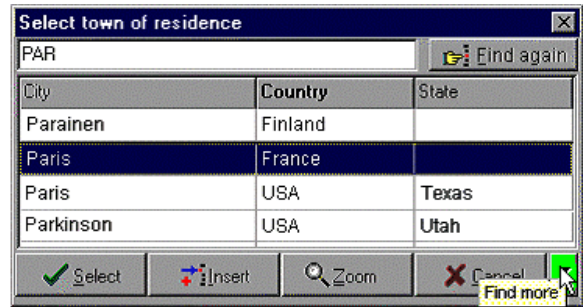 Select town of residence
PAR
Find again
City Country State
Parainen Finland
Paris France
Paris USA Texas
Parkinson USA Utah
Select Insert Zoom Cancel
Find more